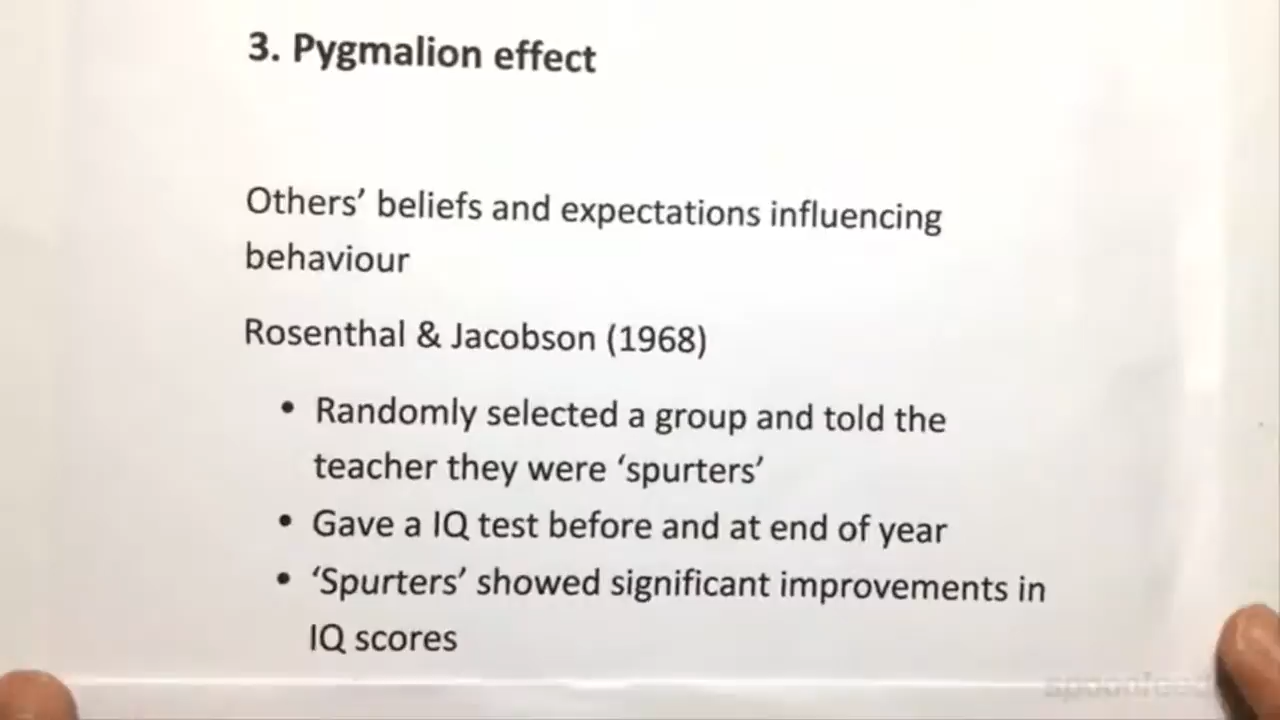 3. Pygmalion effect
Others’ beliefs and expectations influencing
behaviour
Rosenthal & Jacobson (1968)
• Randomly selected a group and told the
teacher they were ‘spurters’
• Gave a IQ test before and at end of year
• ‘Spurters’ showed significant improvements in
IQ scores